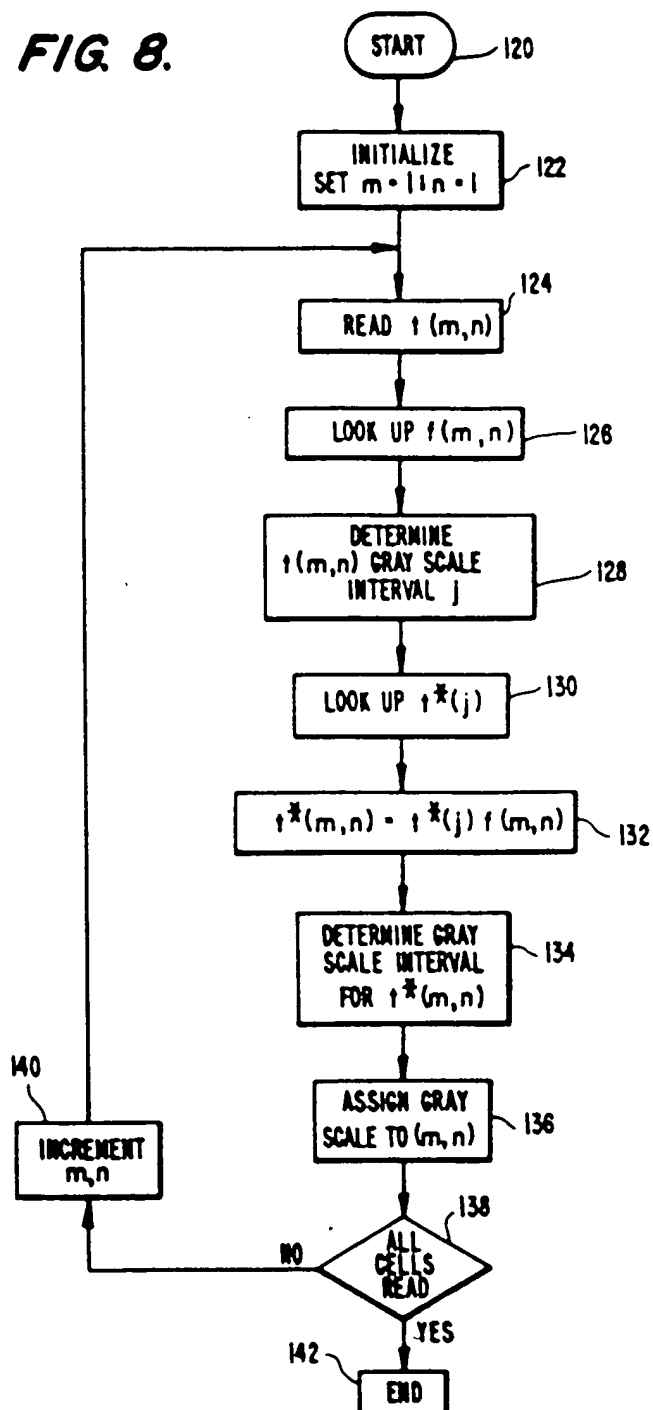 FIG. 8.
START
120
INITIALIZE
SET m = 1; n = 1
122
124
READ t (m,n)
LOOK UP f(m,n)
126
DETERMINE
t(m,n) GRAY SCALE
INTERVAL j
128
LOOK UP t*(j)
130
t*(m,n) = t*(j) f(m,n)
132
DETERMINE GRAY
SCALE INTERVAL
FOR t*(m,n)
134
140
INCREMENT
m,n
ASSIGN GRAY
SCALE TO (m,n)
136
138
ALL
CELLS
READ
NO
YES
142
END